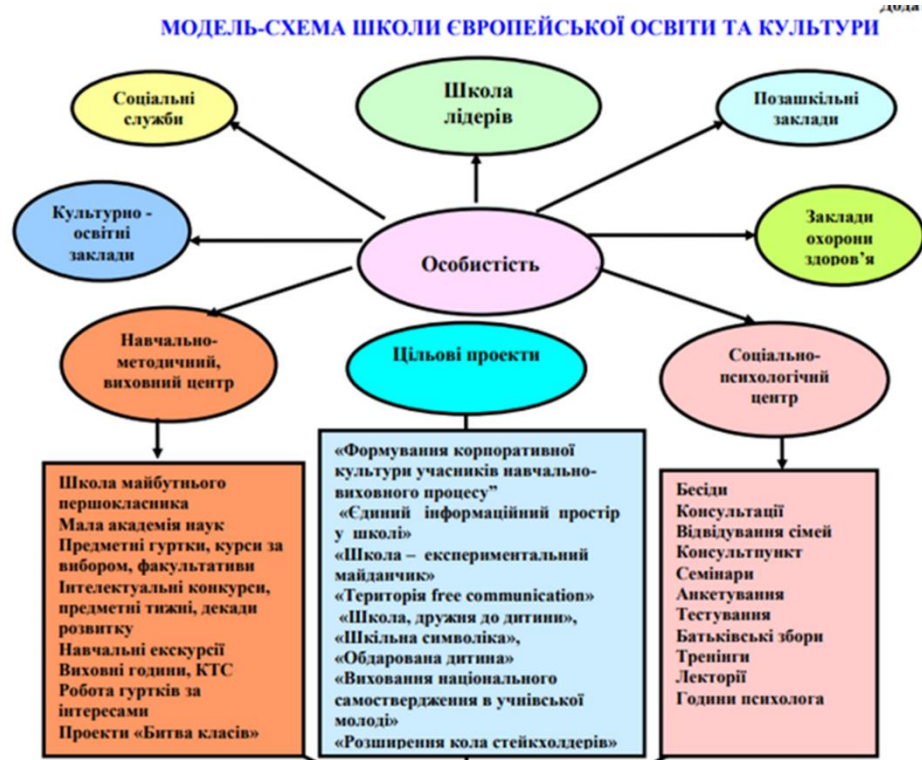 МОДЕЛЬ-СХЕМА ШКОЛИ ЄВРОПЕЙСЬКОЇ ОСВІТИ ТА КУЛЬТУРИ
Соціальні
служби
Школа
лідерів
Позашкільні
заклади
Культурно -
освітні
заклади
Особистість
Заклади
охорони
здоров’я
Навчально-
методичний,
виховний центр
Цільові проекти
Соціально-
психологічний
центр
Школа майбутнього
першокласника
Мала академія наук
Предметні гуртки, курси за
вибором, факультативи
Інтелектуальні конкурси,
предметні тижні, декади
розвитку
Навчальні екскурсії
Виховні години, КТС
Робота гуртків за
інтересами
Проекти «Битва класів»
«Формування корпоративної
культури учасників навчально-
виховного процесу”
«Єдиний інформаційний простір
у школі»
«Школа – експериментальний
майданчик»
«Територія free communication»
«Школа, дружня до дитини»,
«Шкільна символіка»,
«Обдарована дитина»
«Виховання національного
самоствердження в учнівської
молоді»
«Розширення кола стейкхолдерів»
Бесіди
Консультації
Відвідування сімей
Консультпункт
Семінари
Анкетування
Тестування
Батьківські збори
Тренінги
Лекторії
Години психолога